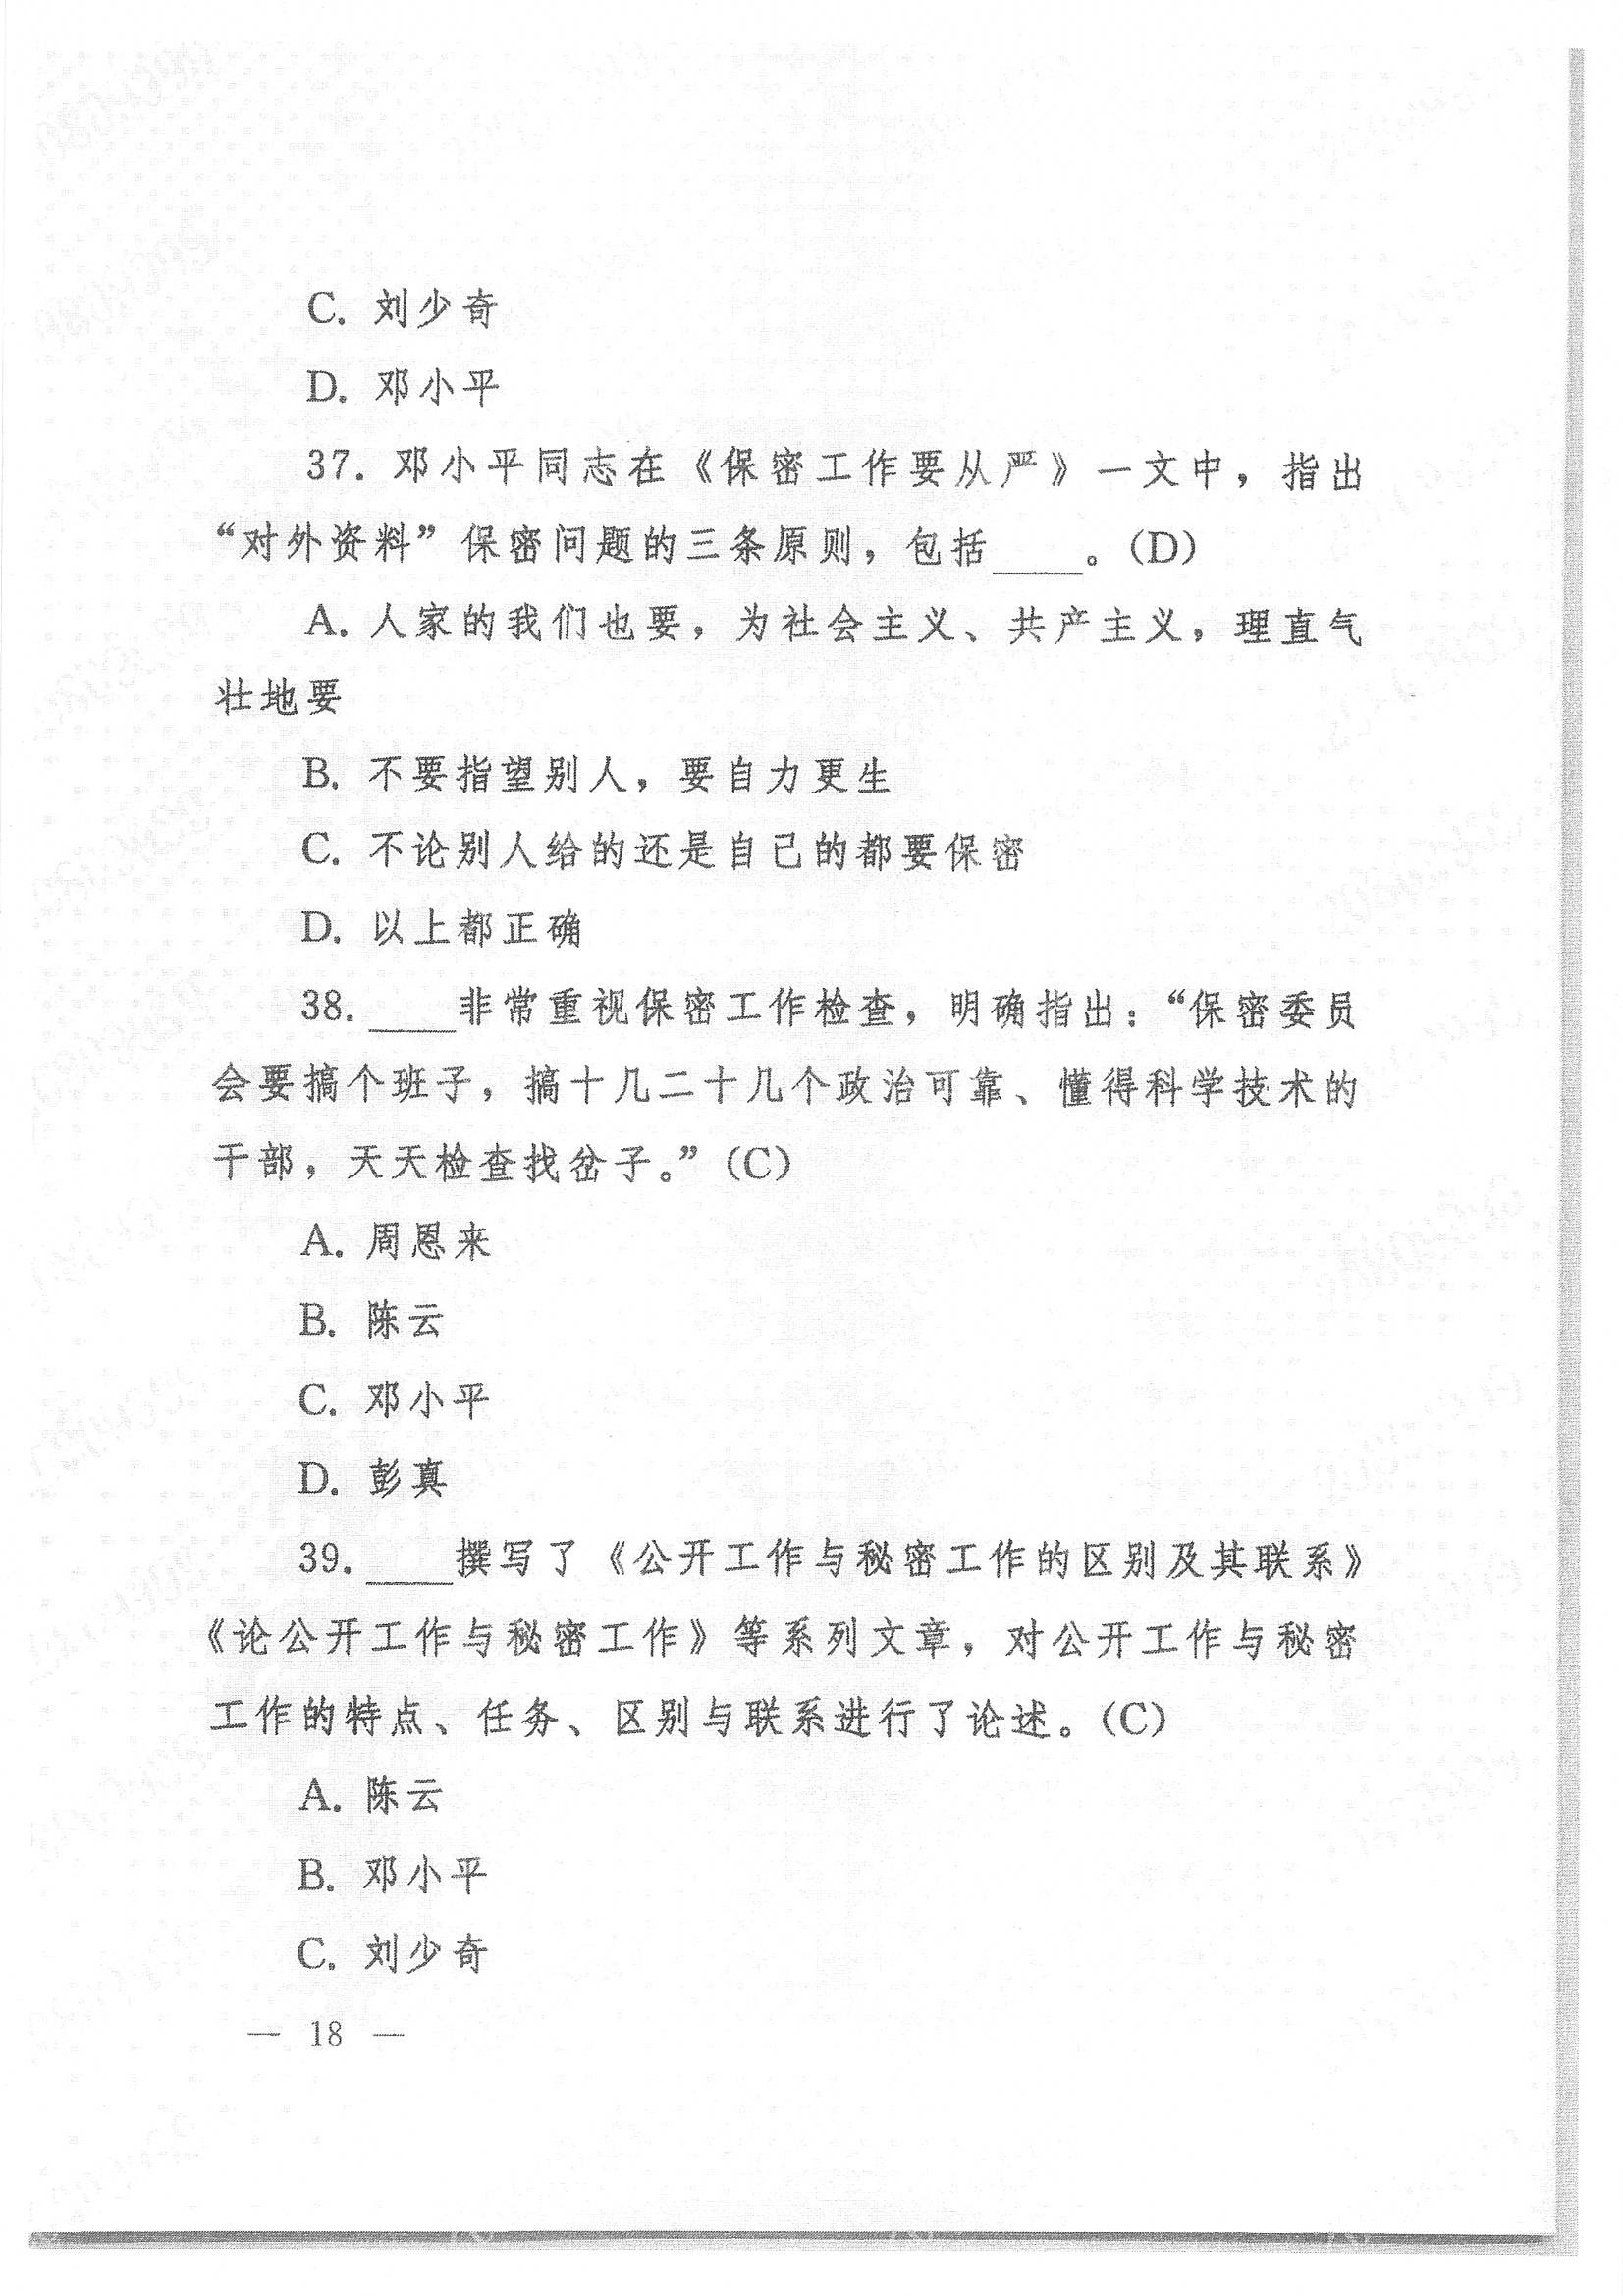 C. 刘少奇
D. 邓小平
37. 邓小平同志在《保密工作要从严》一文中，指出
“对外资料”保密问题的三条原则，包括____。（D）
A. 人家的我们也要，为社会主义、共产主义，理直气
壮地要
B. 不要指望别人，要自力更生
C. 不论别人给的还是自己的都要保密
D. 以上都正确
38. ____非常重视保密工作检查，明确指出：“保密委员
会要搞个班子，搞十几二十几个政治可靠、懂得科学技术的
干部，天天检查找岔子。”（C）
A. 周恩来
B. 陈云
C. 邓小平
D. 彭真
39. ____撰写了《公开工作与秘密工作的区别及其联系》
《论公开工作与秘密工作》等系列文章，对公开工作与秘密
工作的特点、任务、区别与联系进行了论述。（C）
A. 陈云
B. 邓小平
C. 刘少奇
— 18 —